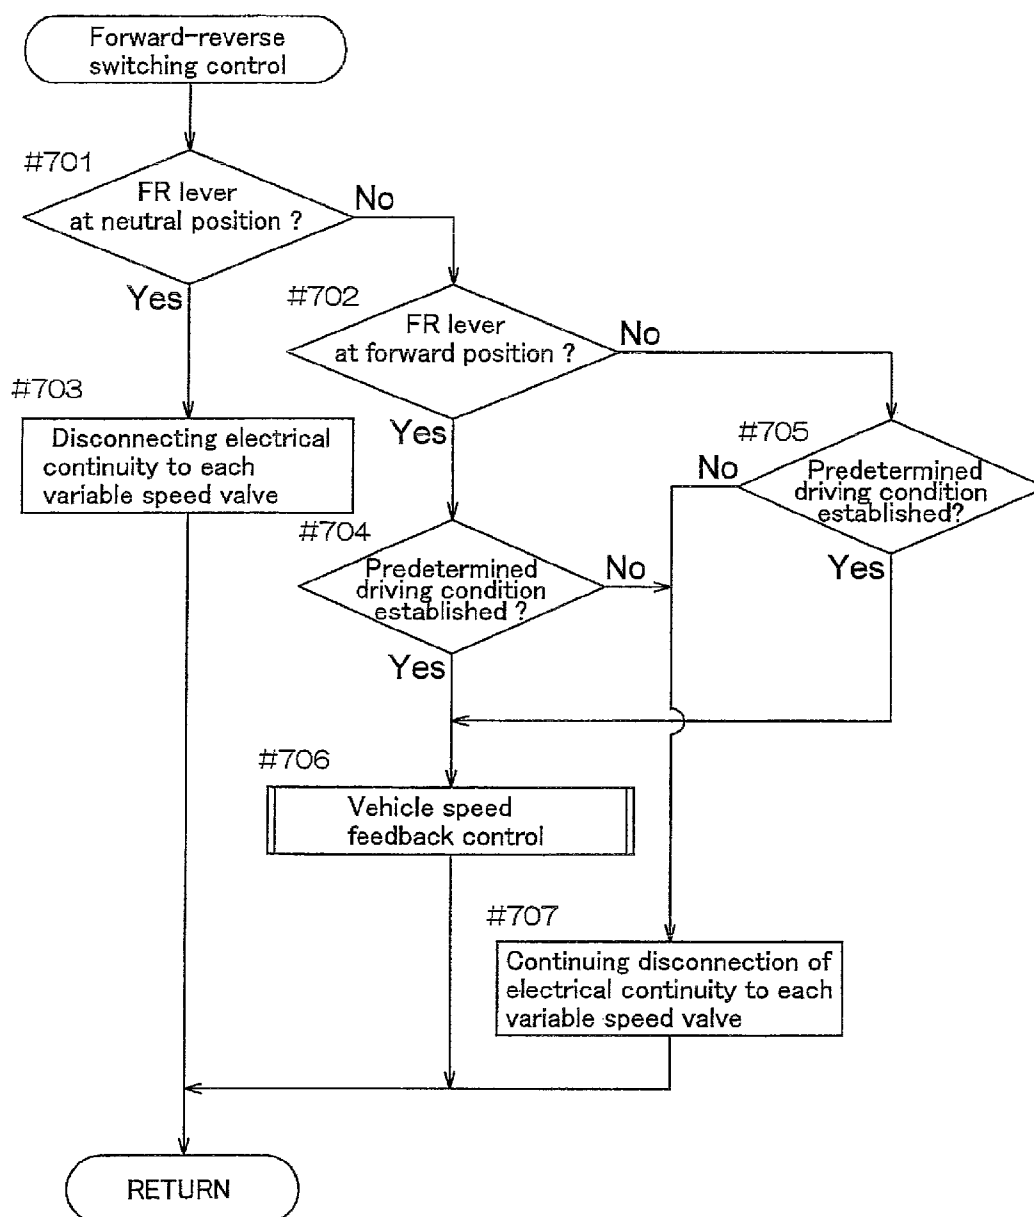 Forward-reverse
switching control
#701
FR lever
at neutral position ?
No
Yes
#702
FR lever
at forward position ?
No
Yes
#703
Disconnecting electrical
continuity to each
variable speed valve
#705
Predetermined
driving condition
established?
No
Yes
#704
Predetermined
driving condition
established ?
No
Yes
#706
Vehicle speed
feedback control
#707
Continuing disconnection of
electrical continuity to each
variable speed valve
RETURN